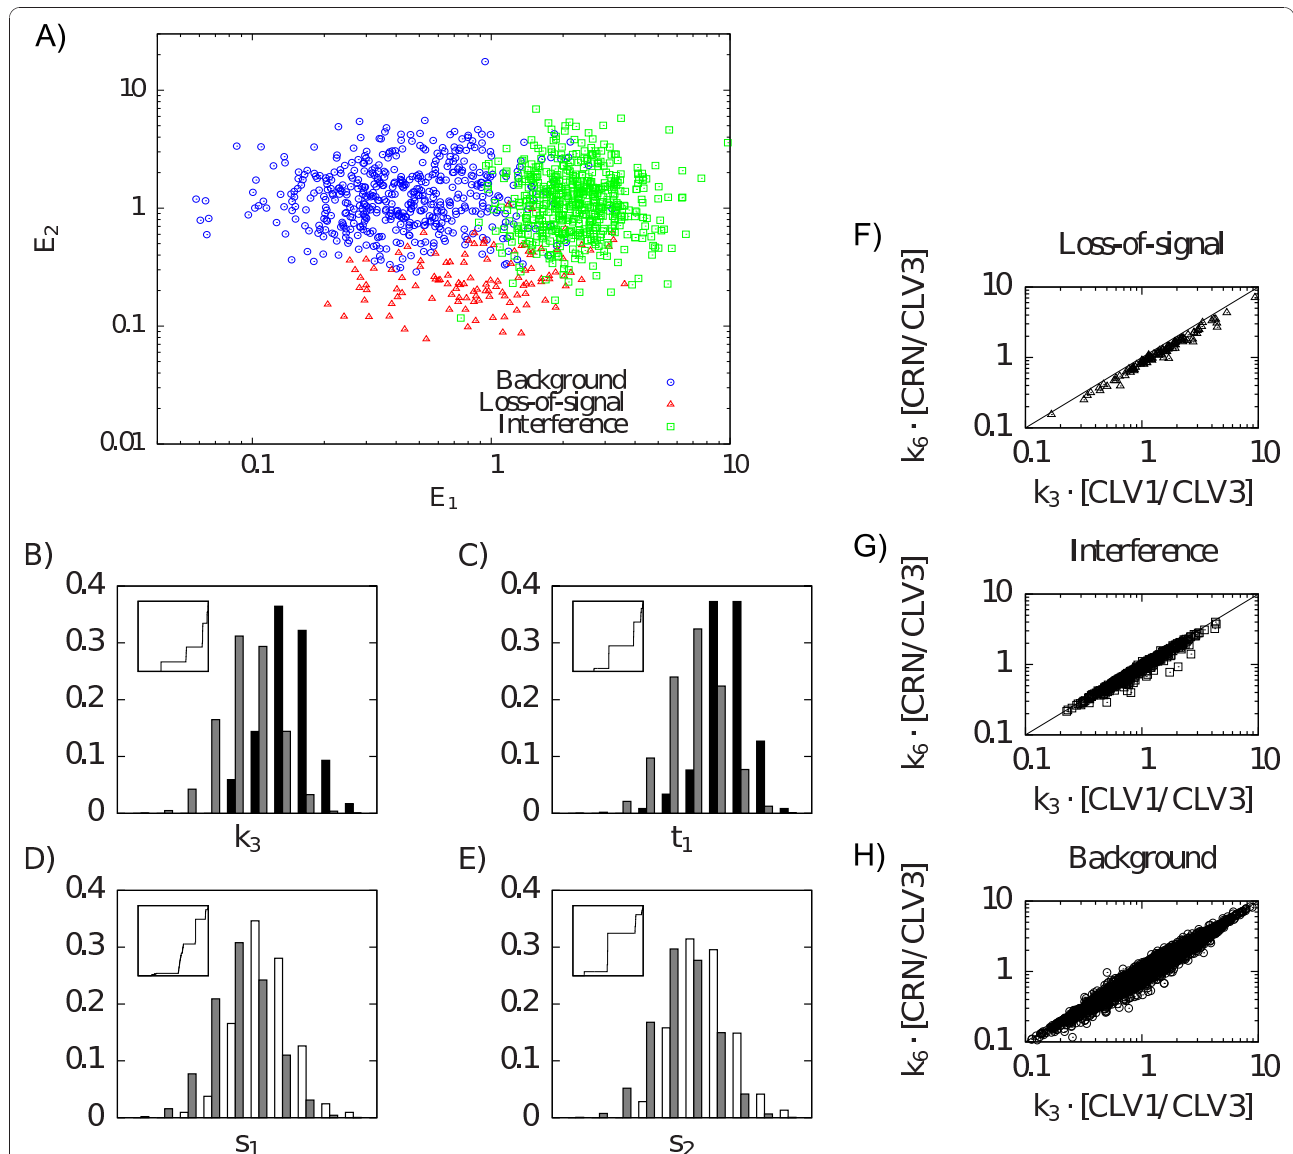 A)
E₂
10
1
0.1
0.01
Background
Loss-of-signal
Interference
0.1 1 10
E₁
B)
0.4
0.3
0.2
0.1
0
k₃
C)
0.4
0.3
0.2
0.1
0
t₁
D)
0.4
0.3
0.2
0.1
0
s₁
E)
0.4
0.3
0.2
0.1
0
s₂
F)
Loss-of-signal
k₆ · [CRN/CLV3]
10
1
0.1
0.1 1 10
k₃ · [CLV1/CLV3]
G)
Interference
k₆ · [CRN/CLV3]
10
1
0.1
0.1 1 10
k₃ · [CLV1/CLV3]
H)
Background
k₆ · [CRN/CLV3]
10
1
0.1
0.1 1 10
k₃ · [CLV1/CLV3]